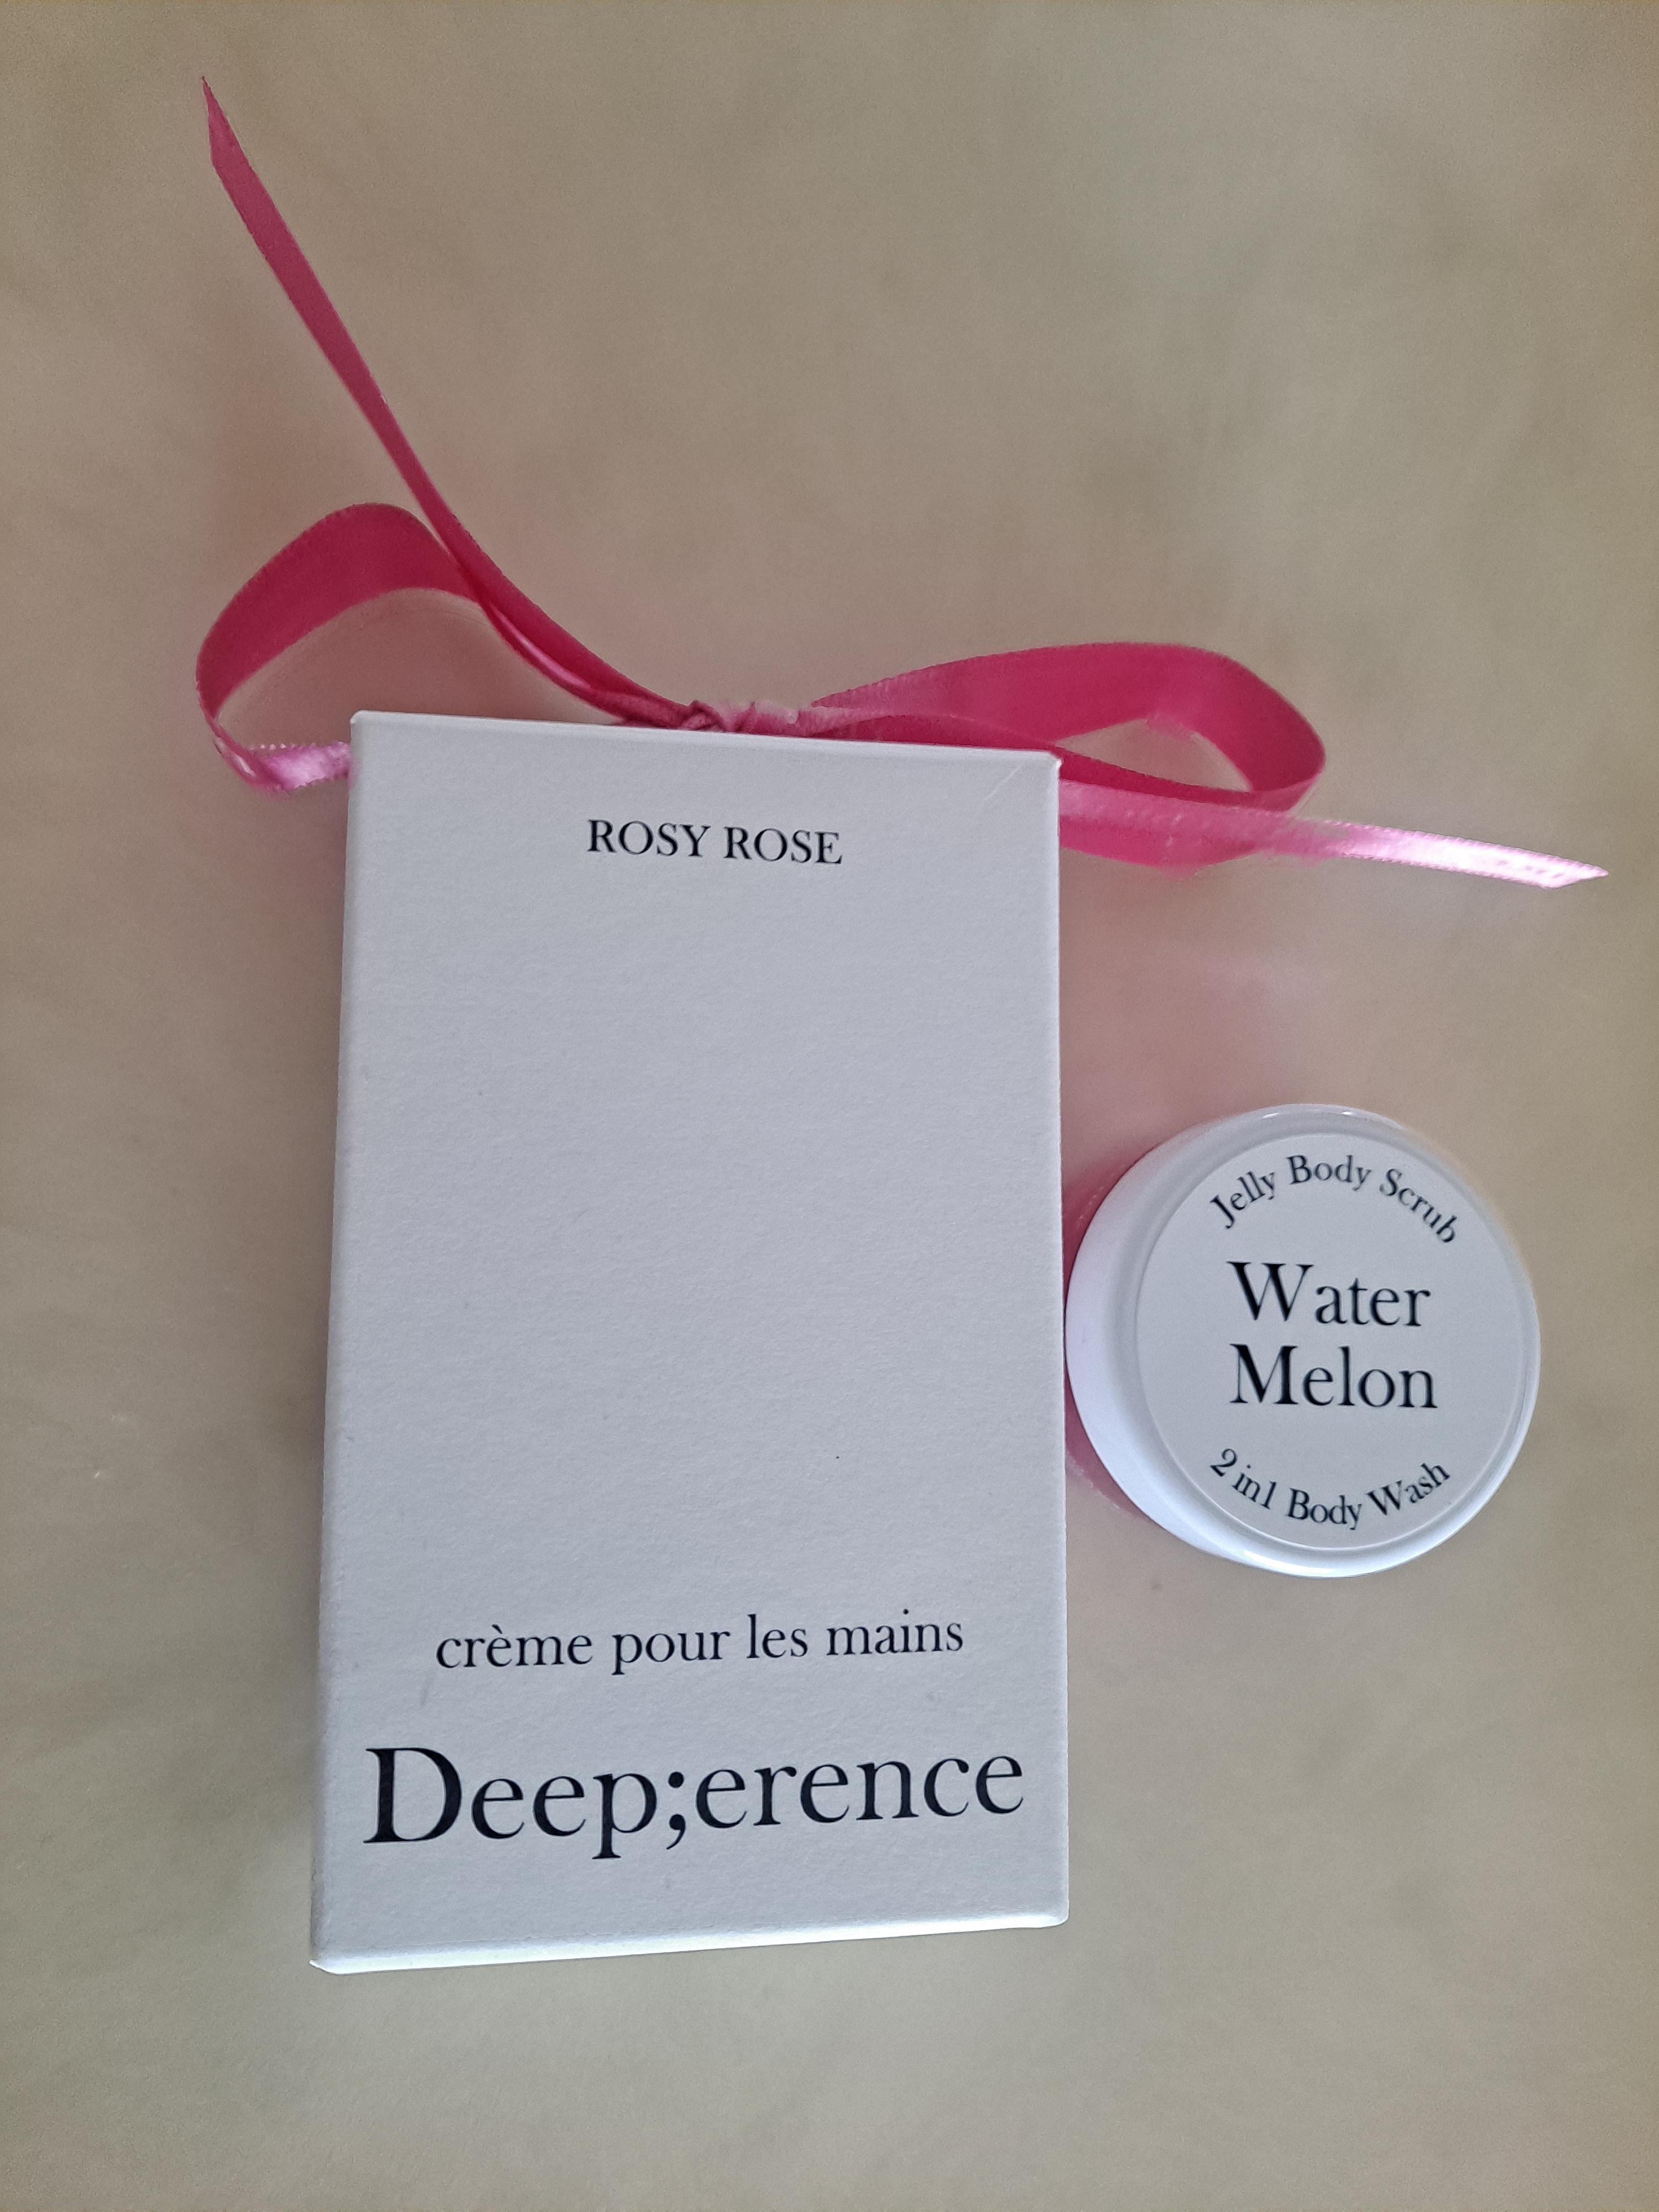 ROSY ROSE
crème pour les mains
Deep;erence
Jelly Body Scrub
Water
Melon
2 in1 Body Wash